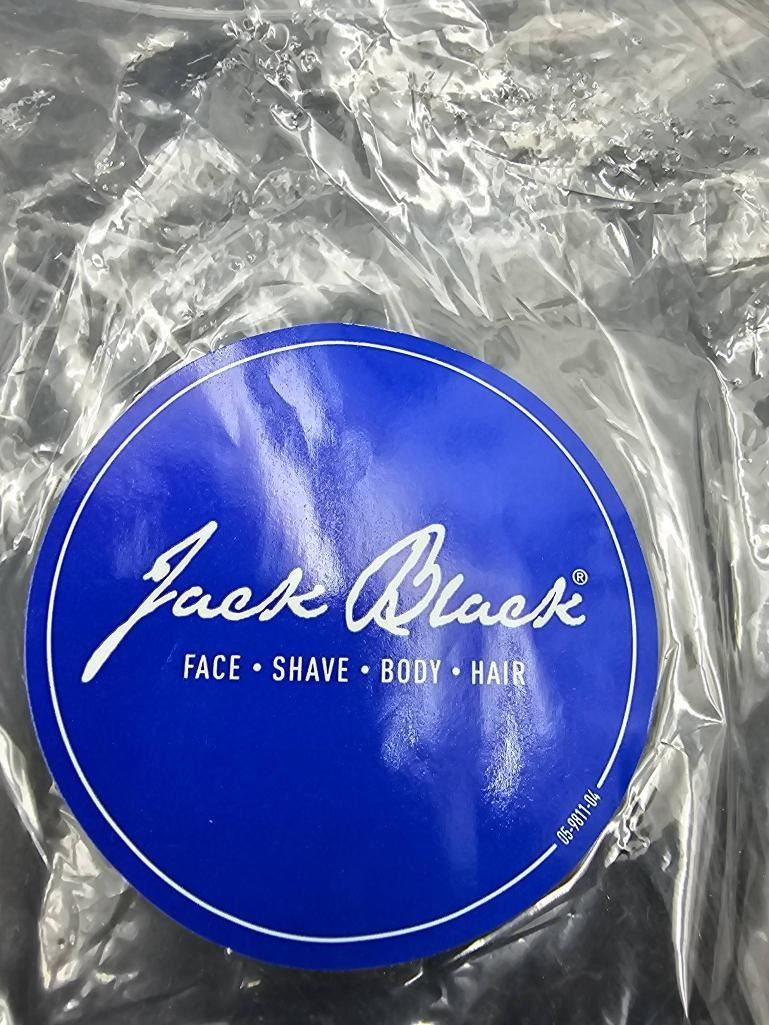 Jack Black®
FACE • SHAVE • BODY • HAIR
05-9811-04